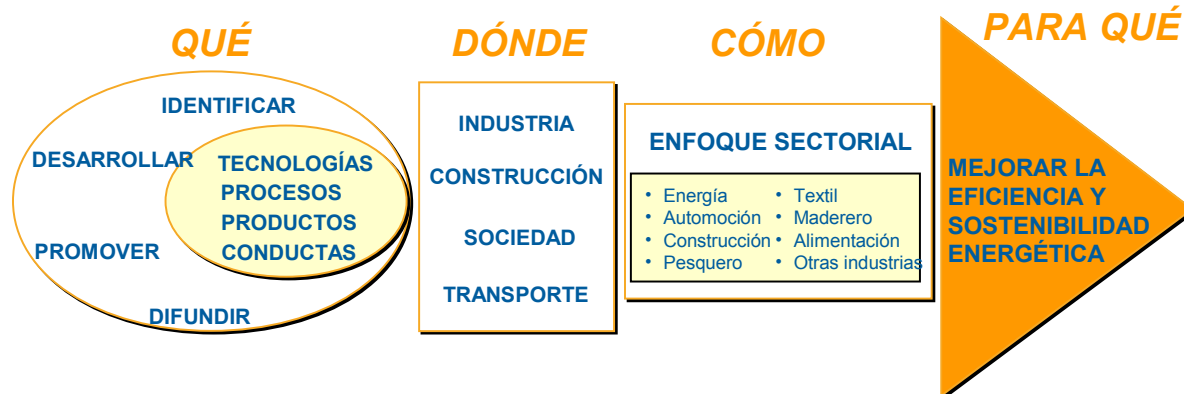 QUÉ
IDENTIFICAR
DESARROLLAR
TECNOLOGÍAS
PROCESOS
PRODUCTOS
CONDUCTAS
PROMOVER
DIFUNDIR
DÓNDE
INDUSTRIA
CONSTRUCCIÓN
SOCIEDAD
TRANSPORTE
CÓMO
ENFOQUE SECTORIAL
• Energía
• Automoción
• Construcción
• Pesquero
• Textil
• Maderero
• Alimentación
• Otras industrias
PARA QUÉ
MEJORAR LA
EFICIENCIA Y
SOSTENIBILIDAD
ENERGÉTICA